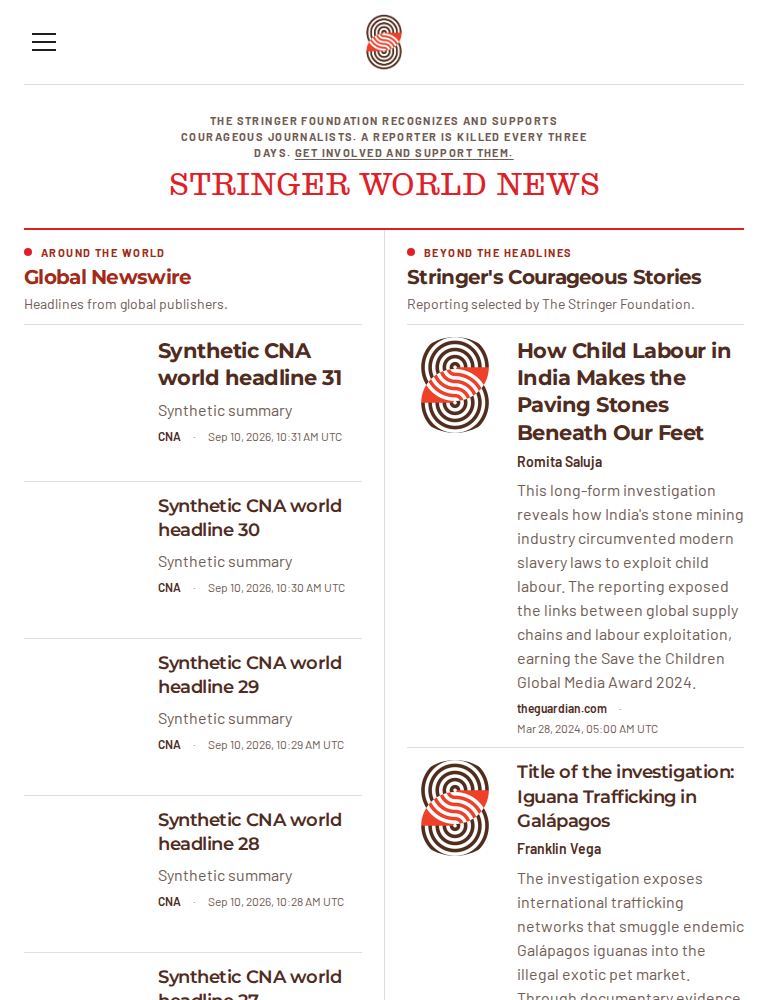 THE STRINGER FOUNDATION RECOGNIZES AND SUPPORTS
COURAGEOUS JOURNALISTS. A REPORTER IS KILLED EVERY THREE
DAYS. GET INVOLVED AND SUPPORT THEM.
STRINGER WORLD NEWS
AROUND THE WORLD
Global Newswire
Headlines from global publishers.
Synthetic CNA
world headline 31
Synthetic summary
CNA · Sep 10, 2026, 10:31 AM UTC
Synthetic CNA world
headline 30
Synthetic summary
CNA · Sep 10, 2026, 10:30 AM UTC
Synthetic CNA world
headline 29
Synthetic summary
CNA · Sep 10, 2026, 10:29 AM UTC
Synthetic CNA world
headline 28
Synthetic summary
CNA · Sep 10, 2026, 10:28 AM UTC
Synthetic CNA world
headline 27
BEYOND THE HEADLINES
Stringer's Courageous Stories
Reporting selected by The Stringer Foundation.
How Child Labour in
India Makes the
Paving Stones
Beneath Our Feet
Romita Saluja
This long-form investigation
reveals how India's stone mining
industry circumvented modern
slavery laws to exploit child
labour. The reporting exposed
the links between global supply
chains and labour exploitation,
earning the Save the Children
Global Media Award 2024.
theguardian.com ·
Mar 28, 2024, 05:00 AM UTC
Title of the investigation:
Iguana Trafficking in
Galápagos
Franklin Vega
The investigation exposes
international trafficking
networks that smuggle endemic
Galápagos iguanas into the
illegal exotic pet market.
Through documentary evidence